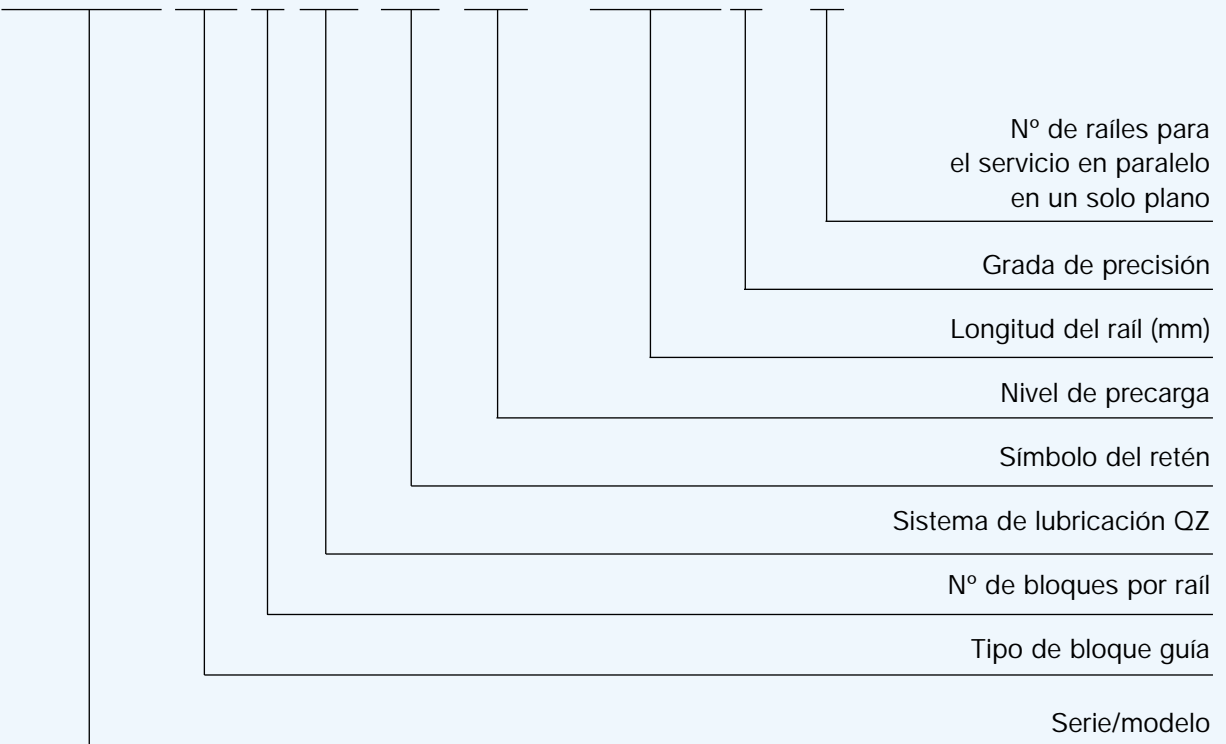 Nº de raíles para
el servicio en paralelo
en un solo plano
Grada de precisión
Longitud del raíl (mm)
Nivel de precarga
Símbolo del retén
Sistema de lubricación QZ
Nº de bloques por raíl
Tipo de bloque guía
Serie/modelo